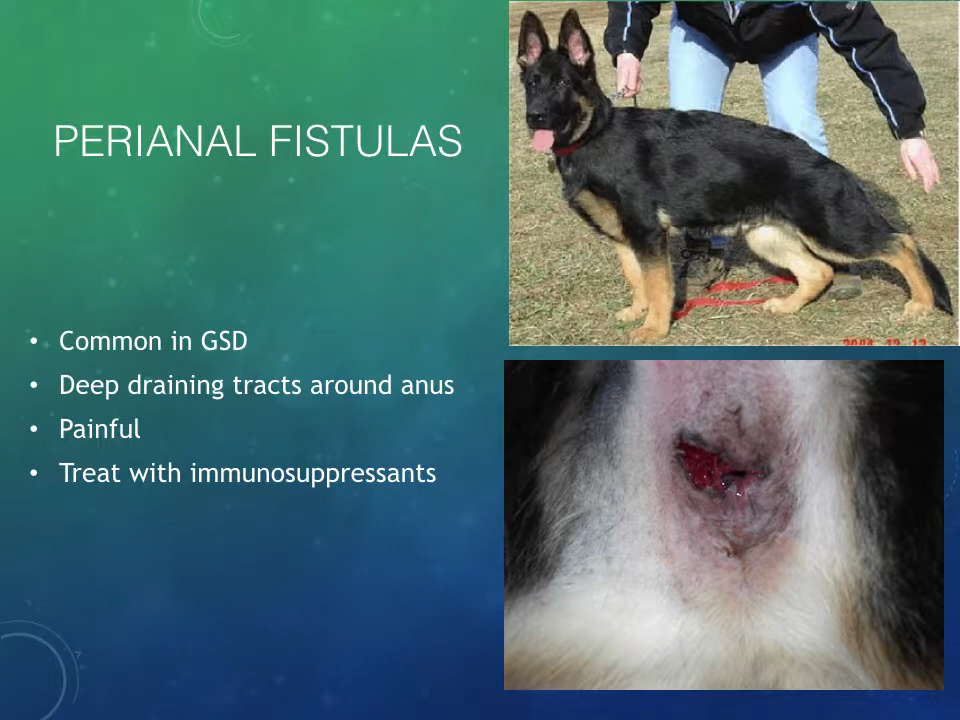 PERIANAL FISTULAS
• Common in GSD
• Deep draining tracts around anus
• Painful
• Treat with immunosuppressants